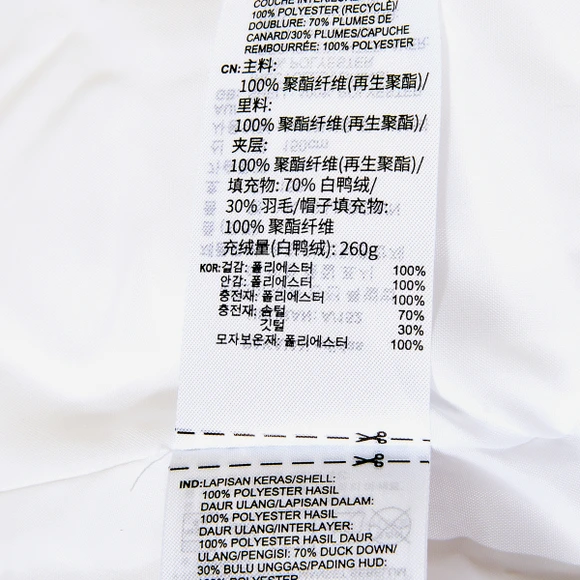 COUCHE INTERIEURE:
100% POLYESTER (RECYCLÉ)/
DOUBLURE: 70% PLUMES DE
CANARD/30% PLUMES/CAPUCHE
REMBOURRÉE: 100% POLYESTER
CN:主料:
100% 聚酯纤维(再生聚酯)/
里料:
100% 聚酯纤维(再生聚酯)/
夹层:
100% 聚酯纤维(再生聚酯)/
填充物: 70% 白鸭绒/
30% 羽毛/帽子填充物:
100% 聚酯纤维
充绒量(白鸭绒): 260g
KOR:겉감: 폴리에스터 100%
안감: 폴리에스터 100%
충전재: 폴리에스터 100%
충전재: 솜털 70%
깃털 30%
모자보온재: 폴리에스터 100%
IND:LAPISAN KERAS/SHELL:
100% POLYESTER HASIL
DAUR ULANG/LAPISAN DALAM:
100% POLYESTER HASIL
DAUR ULANG/INTERLAYER:
100% POLYESTER HASIL DAUR
ULANG/PENGISI: 70% DUCK DOWN/
30% BULU UNGGAS/PADING HUD:
100% POLYESTER